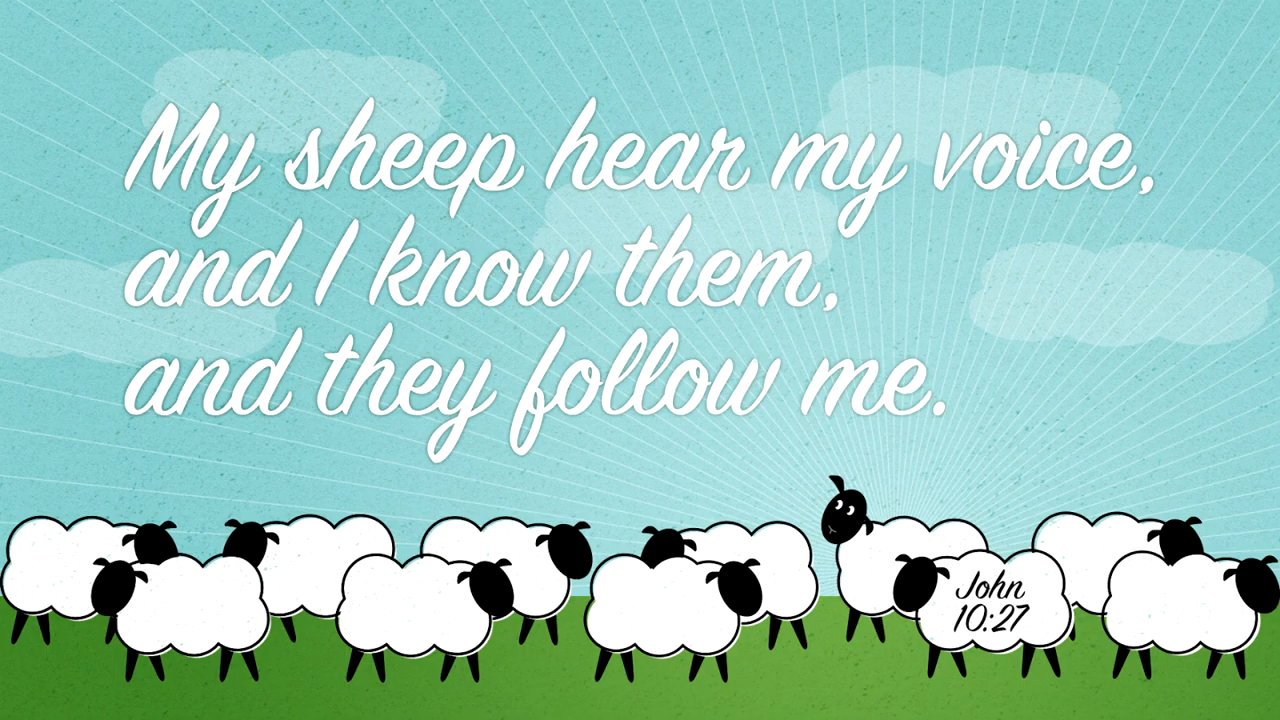 My sheep hear my voice,
and I know them,
and they follow me.
John
10:27